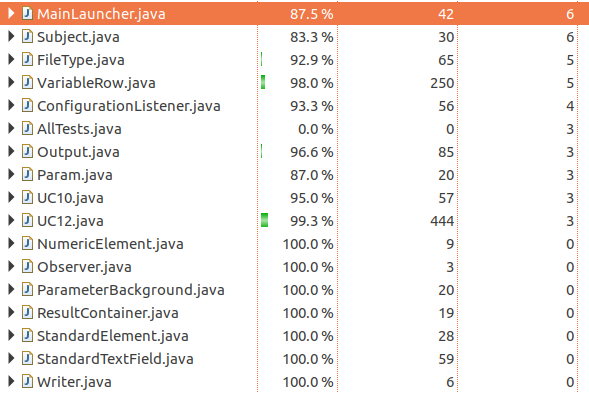 MainLauncher.java 87.5 % 42 6
Subject.java 83.3 % 30 6
FileType.java 92.9 % 65 5
VariableRow.java 98.0 % 250 5
ConfigurationListener.java 93.3 % 56 4
AllTests.java 0.0 % 0 3
Output.java 96.6 % 85 3
Param.java 87.0 % 20 3
UC10.java 95.0 % 57 3
UC12.java 99.3 % 444 3
NumericElement.java 100.0 % 9 0
Observer.java 100.0 % 3 0
ParameterBackground.java 100.0 % 20 0
ResultContainer.java 100.0 % 19 0
StandardElement.java 100.0 % 28 0
StandardTextField.java 100.0 % 59 0
Writer.java 100.0 % 6 0